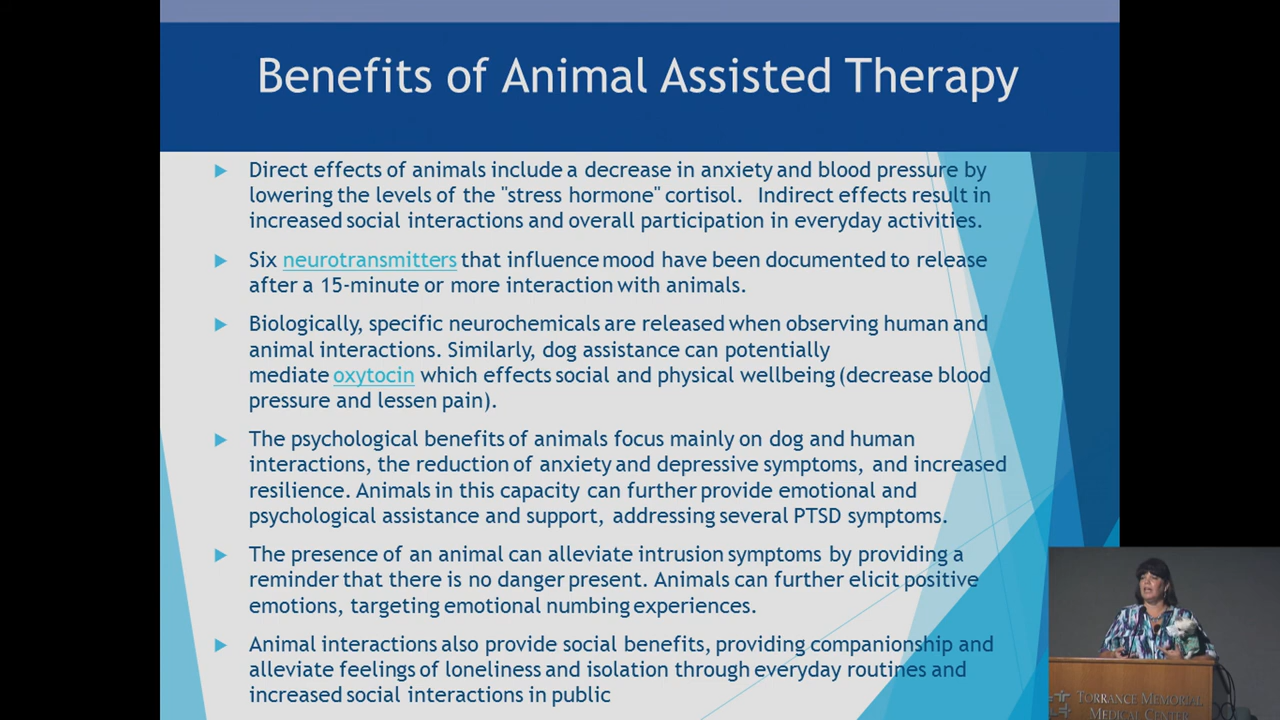 Benefits of Animal Assisted Therapy
Direct effects of animals include a decrease in anxiety and blood pressure by
lowering the levels of the "stress hormone" cortisol. Indirect effects result in
increased social interactions and overall participation in everyday activities.
Six neurotransmitters that influence mood have been documented to release
after a 15-minute or more interaction with animals.
Biologically, specific neurochemicals are released when observing human and
animal interactions. Similarly, dog assistance can potentially
mediate oxytocin which effects social and physical wellbeing (decrease blood
pressure and lessen pain).
The psychological benefits of animals focus mainly on dog and human
interactions, the reduction of anxiety and depressive symptoms, and increased
resilience. Animals in this capacity can further provide emotional and
psychological assistance and support, addressing several PTSD symptoms.
The presence of an animal can alleviate intrusion symptoms by providing a
reminder that there is no danger present. Animals can further elicit positive
emotions, targeting emotional numbing experiences.
Animal interactions also provide social benefits, providing companionship and
alleviate feelings of loneliness and isolation through everyday routines and
increased social interactions in public
TORRANCE MEMORIAL
MEDICAL CENTER